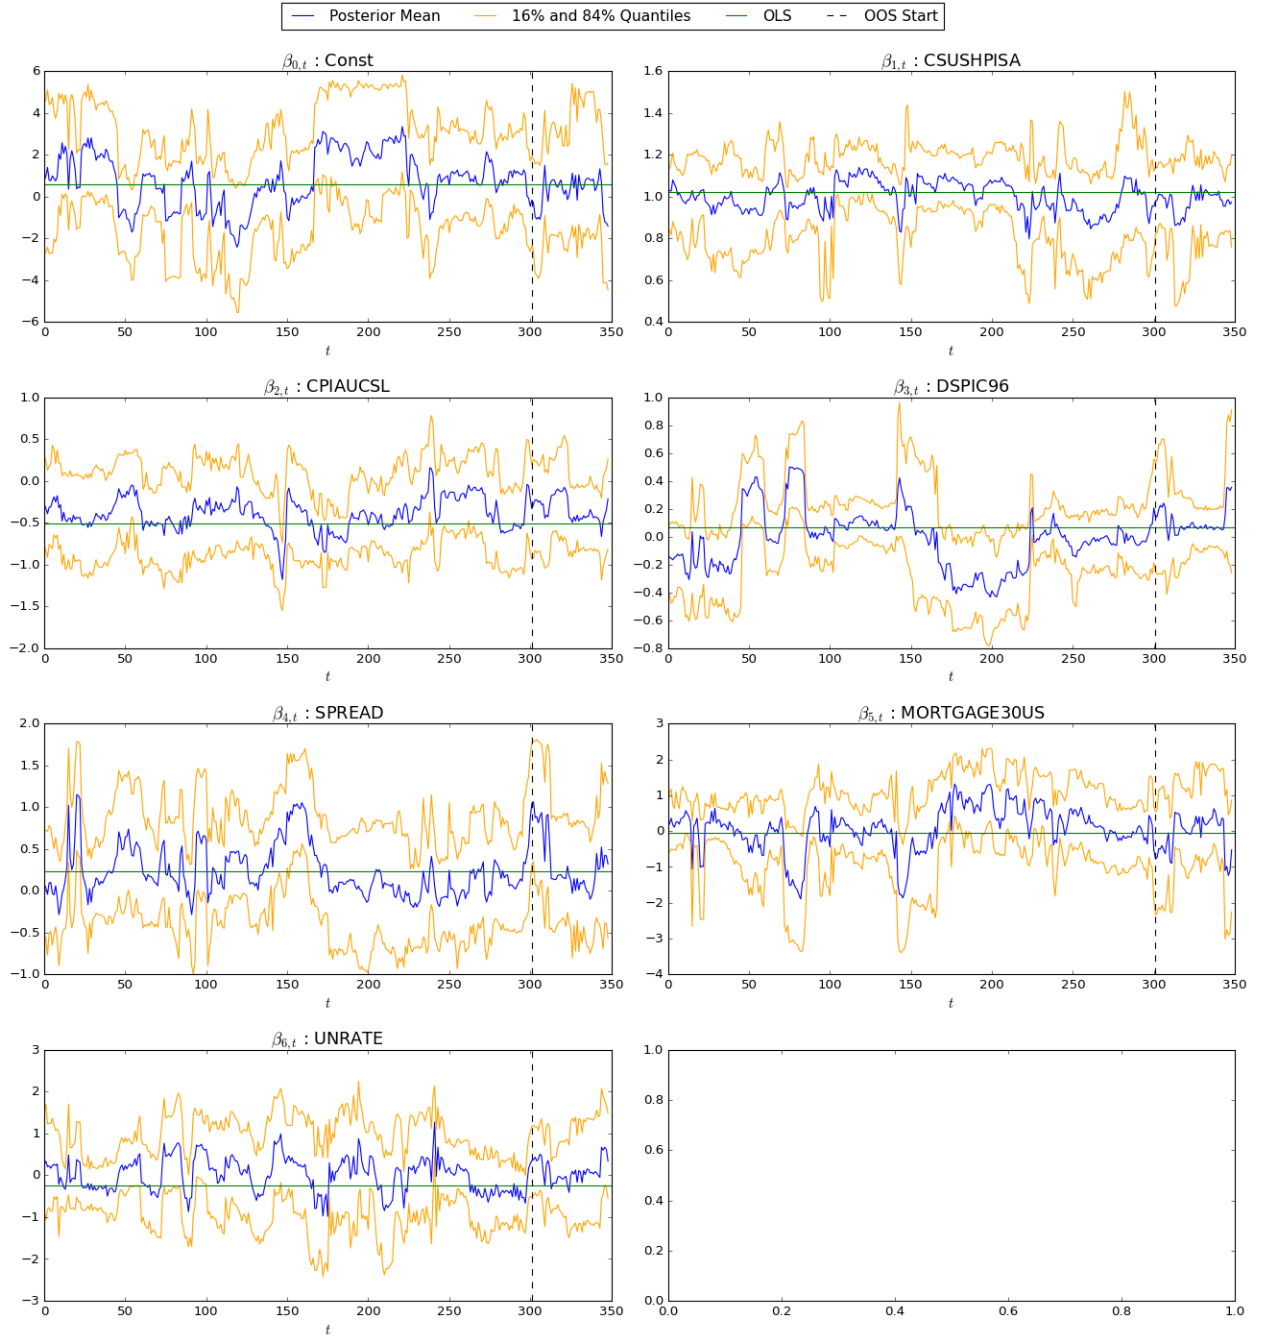 Posterior Mean 16% and 84% Quantiles OLS OOS Start
β0,t : Const
6
4
2
0
−2
−4
−6
0 50 100 150 200 250 300 350
t
β1,t : CSUSHPISA
1.6
1.4
1.2
1.0
0.8
0.6
0.4
0 50 100 150 200 250 300 350
t
β2,t : CPIAUCSL
1.0
0.5
0.0
−0.5
−1.0
−1.5
−2.0
0 50 100 150 200 250 300 350
t
β3,t : DSPIC96
1.0
0.8
0.6
0.4
0.2
0.0
−0.2
−0.4
−0.6
−0.8
0 50 100 150 200 250 300 350
t
β4,t : SPREAD
2.0
1.5
1.0
0.5
0.0
−0.5
−1.0
0 50 100 150 200 250 300 350
t
β5,t : MORTGAGE30US
3
2
1
0
−1
−2
−3
−4
0 50 100 150 200 250 300 350
t
β6,t : UNRATE
3
2
1
0
−1
−2
−3
0 50 100 150 200 250 300 350
t
1.0
0.8
0.6
0.4
0.2
0.0
0.0 0.2 0.4 0.6 0.8 1.0